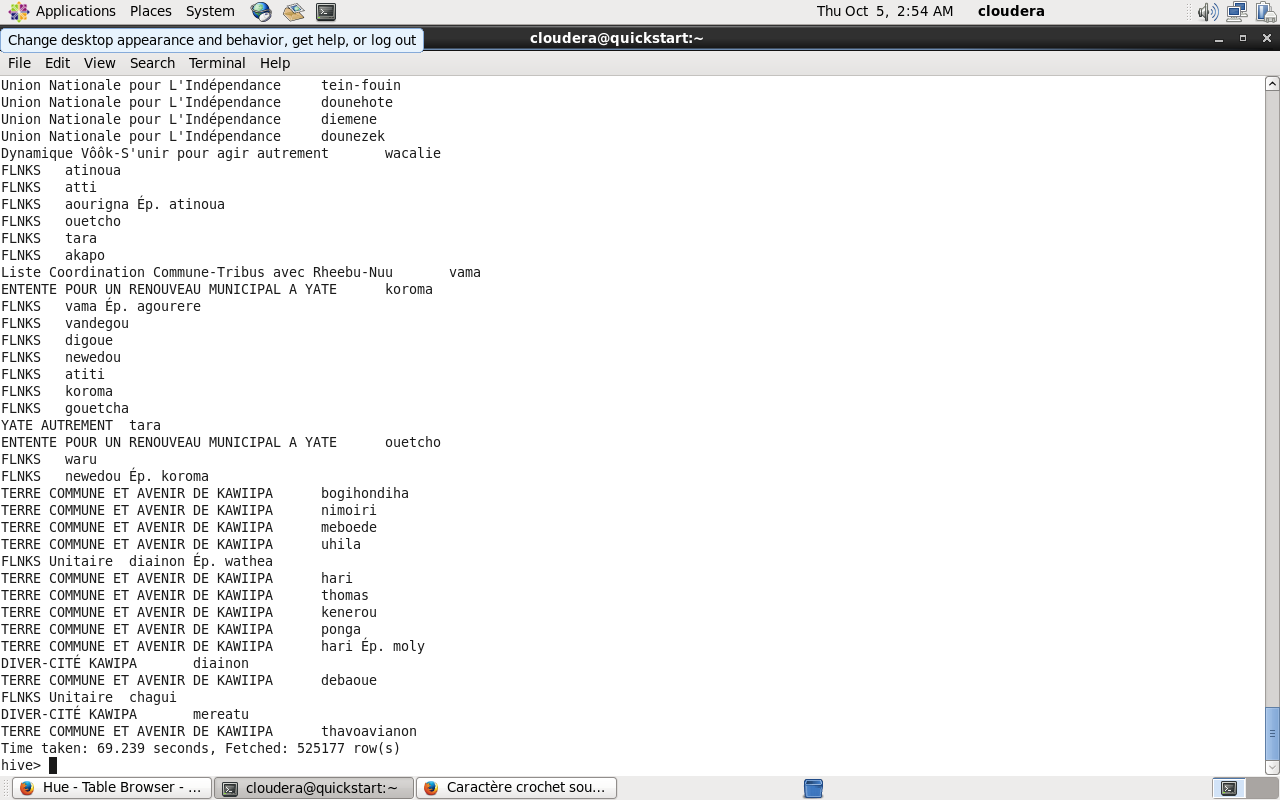 Applications Places System Thu Oct 5, 2:54 AM cloudera
Change desktop appearance and behavior, get help, or log out cloudera@quickstart:~
File Edit View Search Terminal Help
Union Nationale pour L'Indépendance tein-fouin
Union Nationale pour L'Indépendance dounehote
Union Nationale pour L'Indépendance diemene
Union Nationale pour L'Indépendance dounezek
Dynamique Vôôk-S'unir pour agir autrement wacalie
FLNKS atinoua
FLNKS atti
FLNKS aourigna Ép. atinoua
FLNKS ouetcho
FLNKS tara
FLNKS akapo
Liste Coordination Commune-Tribus avec Rheebu-Nuu vama
ENTENTE POUR UN RENOUVEAU MUNICIPAL A YATE koroma
FLNKS vama Ép. agourere
FLNKS vandegou
FLNKS digoue
FLNKS newedou
FLNKS atiti
FLNKS koroma
FLNKS gouetcha
YATE AUTREMENT tara
ENTENTE POUR UN RENOUVEAU MUNICIPAL A YATE ouetcho
FLNKS waru
FLNKS newedou Ép. koroma
TERRE COMMUNE ET AVENIR DE KAWIIPA bogihondiha
TERRE COMMUNE ET AVENIR DE KAWIIPA nimoiri
TERRE COMMUNE ET AVENIR DE KAWIIPA meboede
TERRE COMMUNE ET AVENIR DE KAWIIPA uhila
FLNKS Unitaire diainon Ép. wathea
TERRE COMMUNE ET AVENIR DE KAWIIPA hari
TERRE COMMUNE ET AVENIR DE KAWIIPA thomas
TERRE COMMUNE ET AVENIR DE KAWIIPA kenerou
TERRE COMMUNE ET AVENIR DE KAWIIPA ponga
TERRE COMMUNE ET AVENIR DE KAWIIPA hari Ép. moly
DIVER-CITÉ KAWIPA diainon
TERRE COMMUNE ET AVENIR DE KAWIIPA debaoue
FLNKS Unitaire chagui
DIVER-CITÉ KAWIPA mereatu
TERRE COMMUNE ET AVENIR DE KAWIIPA thavoavianon
Time taken: 69.239 seconds, Fetched: 525177 row(s)
hive>
Hue - Table Browser - ... cloudera@quickstart:~ Caractère crochet sou...